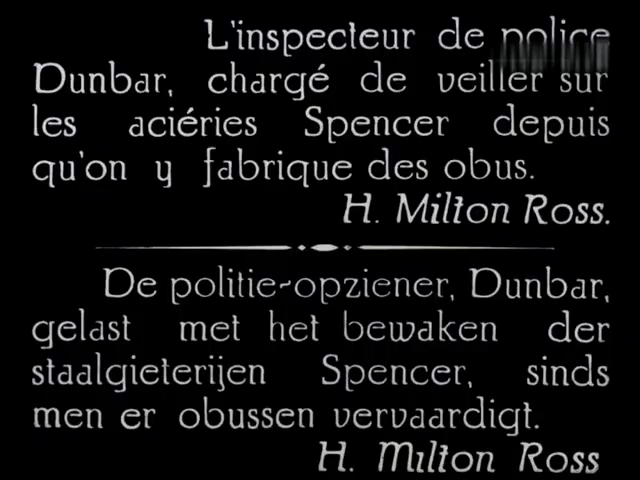 L'inspecteur de police
Dunbar, chargé de veiller sur
les aciéries Spencer depuis
qu'on y fabrique des obus.
H. Milton Ross.
De politie-opziener, Dunbar,
gelast met het bewaken der
staalgieterijen Spencer, sinds
men er obussen vervaardigt.
H. Milton Ross